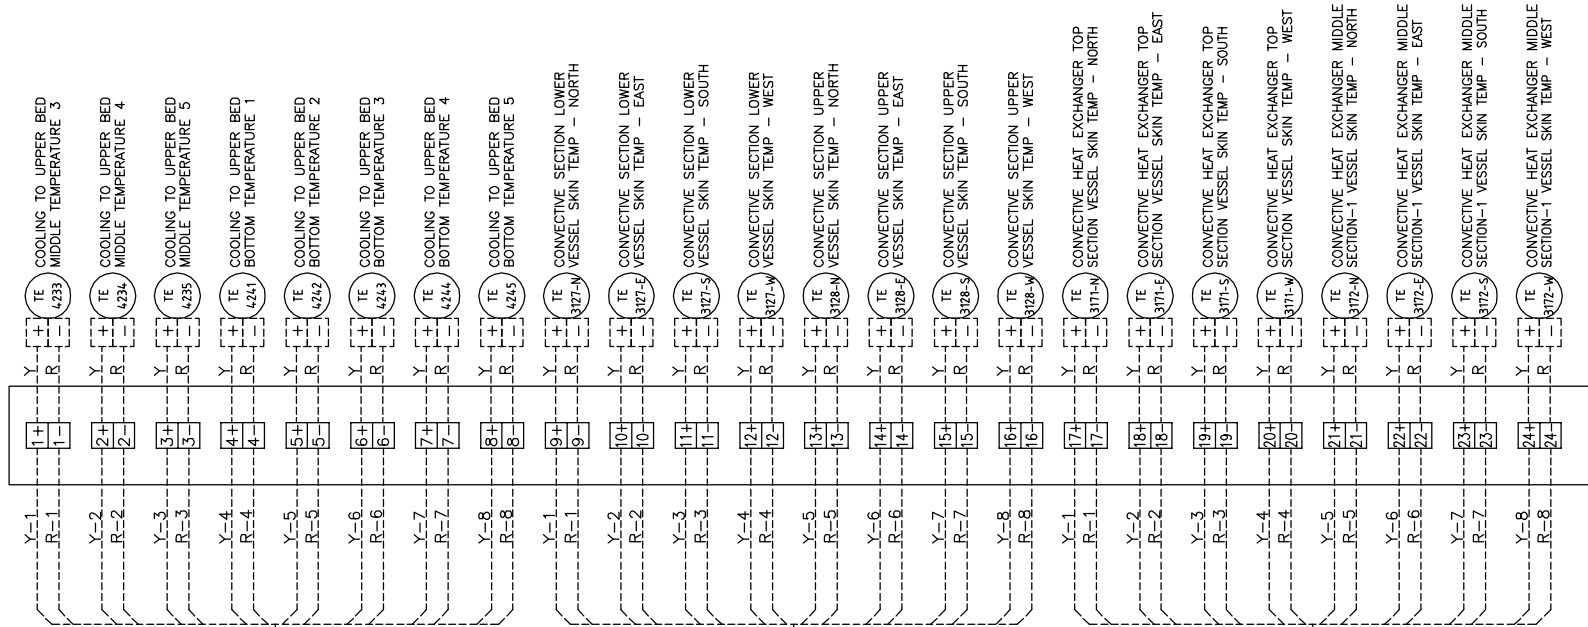 COOLING TO UPPER BED
MIDDLE TEMPERATURE 3
COOLING TO UPPER BED
MIDDLE TEMPERATURE 4
COOLING TO UPPER BED
MIDDLE TEMPERATURE 5
COOLING TO UPPER BED
BOTTOM TEMPERATURE 1
COOLING TO UPPER BED
BOTTOM TEMPERATURE 2
COOLING TO UPPER BED
BOTTOM TEMPERATURE 3
COOLING TO UPPER BED
BOTTOM TEMPERATURE 4
COOLING TO UPPER BED
BOTTOM TEMPERATURE 5
CONVECTIVE SECTION LOWER
VESSEL SKIN TEMP - NORTH
CONVECTIVE SECTION LOWER
VESSEL SKIN TEMP - EAST
CONVECTIVE SECTION LOWER
VESSEL SKIN TEMP - SOUTH
CONVECTIVE SECTION LOWER
VESSEL SKIN TEMP - WEST
CONVECTIVE SECTION UPPER
VESSEL SKIN TEMP - NORTH
CONVECTIVE SECTION UPPER
VESSEL SKIN TEMP - EAST
CONVECTIVE SECTION UPPER
VESSEL SKIN TEMP - SOUTH
CONVECTIVE SECTION UPPER
VESSEL SKIN TEMP - WEST
CONVECTIVE HEAT EXCHANGER TOP
SECTION VESSEL SKIN TEMP - NORTH
CONVECTIVE HEAT EXCHANGER TOP
SECTION VESSEL SKIN TEMP - EAST
CONVECTIVE HEAT EXCHANGER TOP
SECTION VESSEL SKIN TEMP - SOUTH
CONVECTIVE HEAT EXCHANGER TOP
SECTION VESSEL SKIN TEMP - WEST
CONVECTIVE HEAT EXCHANGER MIDDLE
SECTION-1 VESSEL SKIN TEMP - NORTH
CONVECTIVE HEAT EXCHANGER MIDDLE
SECTION-1 VESSEL SKIN TEMP - EAST
CONVECTIVE HEAT EXCHANGER MIDDLE
SECTION-1 VESSEL SKIN TEMP - SOUTH
CONVECTIVE HEAT EXCHANGER MIDDLE
SECTION-1 VESSEL SKIN TEMP - WEST
TE TE TE TE TE TE TE TE TE TE TE TE TE TE TE TE TE TE TE TE TE TE TE TE
4233 4234 4235 4241 4242 4243 4244 4245 3127-N 3127-E 3127-S 3127-W 3128-N 3128-E 3128-S 3128-W 3171-N 3171-E 3171-S 3171-W 3172-N 3172-E 3172-S 3172-W
+ - + - + - + - + - + - + - + - + - + - + - + - + - + - + - + - + - + - + - + - + - + - + - + -
Y R Y R Y R Y R Y R Y R Y R Y R Y R Y R Y R Y R Y R Y R Y R Y R Y R Y R Y R Y R Y R Y R Y R Y R
1+ 1- 2+ 2- 3+ 3- 4+ 4- 5+ 5- 6+ 6- 7+ 7- 8+ 8- 9+ 9- 10+ 10- 11+ 11- 12+ 12- 13+ 13- 14+ 14- 15+ 15- 16+ 16- 17+ 17- 18+ 18- 19+ 19- 20+ 20- 21+ 21- 22+ 22- 23+ 23- 24+ 24-
Y-1 R-1 Y-2 R-2 Y-3 R-3 Y-4 R-4 Y-5 R-5 Y-6 R-6 Y-7 R-7 Y-8 R-8 Y-1 R-1 Y-2 R-2 Y-3 R-3 Y-4 R-4 Y-5 R-5 Y-6 R-6 Y-7 R-7 Y-8 R-8 Y-1 R-1 Y-2 R-2 Y-3 R-3 Y-4 R-4 Y-5 R-5 Y-6 R-6 Y-7 R-7 Y-8 R-8